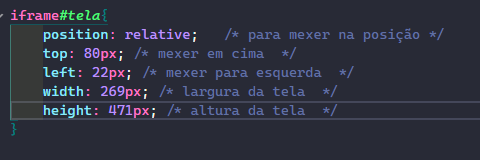 iframe#tela{
position: relative;   /* para mexer na posição */
top: 80px; /* mexer em cima  */
left: 22px; /* mexer para esquerda  */
width: 269px; /* largura da tela  */
height: 471px; /* altura da tela  */
}